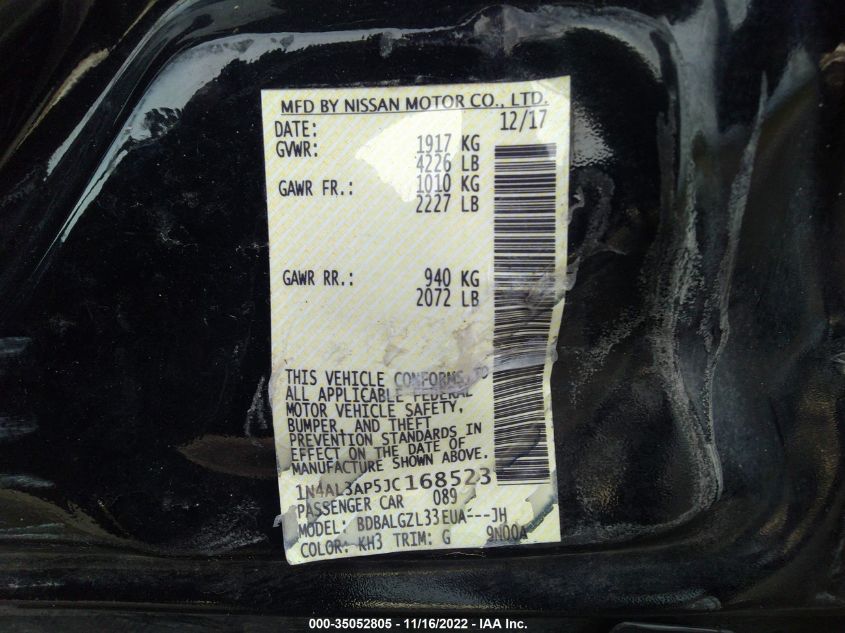 MFD BY NISSAN MOTOR CO., LTD.
DATE: 12/17
GVWR: 1917 KG
4226 LB
GAWR FR.: 1010 KG
2227 LB
GAWR RR.: 940 KG
2072 LB
THIS VEHICLE CONFORMS TO
ALL APPLICABLE FEDERAL
MOTOR VEHICLE SAFETY,
BUMPER, AND THEFT
PREVENTION STANDARDS IN
EFFECT ON THE DATE OF
MANUFACTURE SHOWN ABOVE.
1N4AL3AP5JC168523
PASSENGER CAR 089
MODEL: BDBALGZL33EUA---JH
COLOR: KH3 TRIM: G 9N00A
000-35052805 - 11/16/2022 - IAA Inc.